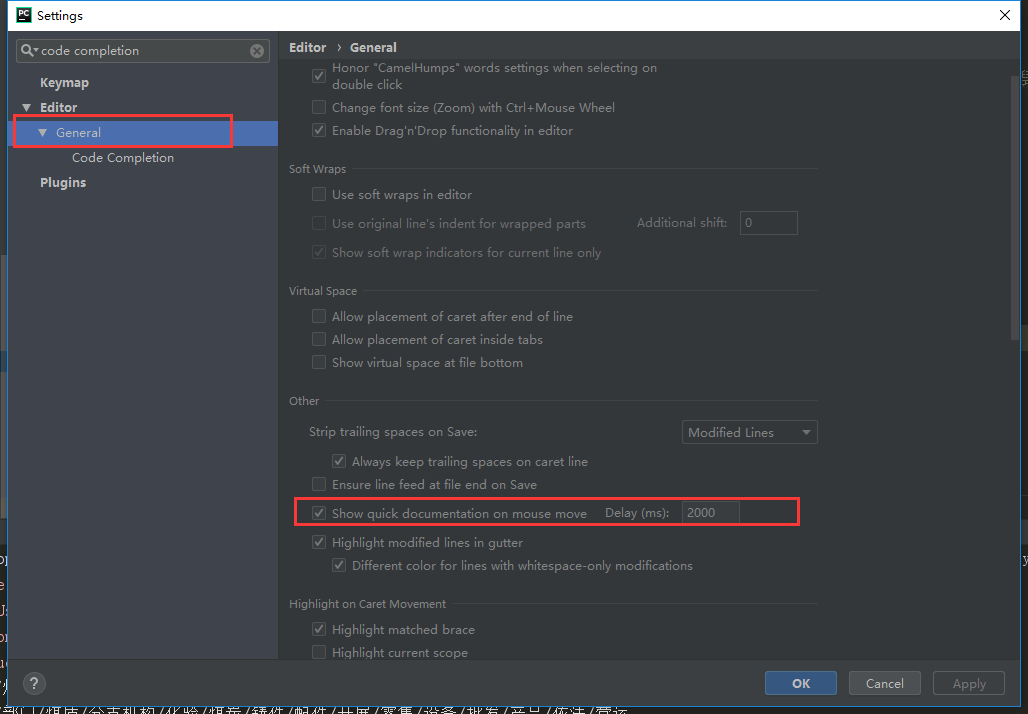 PC Settings
code completion
Editor › General
Keymap
Editor
General
Code Completion
Plugins
Honor "CamelHumps" words settings when selecting on
double click
Change font size (Zoom) with Ctrl+Mouse Wheel
Enable Drag'n'Drop functionality in editor
Soft Wraps
Use soft wraps in editor
Use original line's indent for wrapped parts Additional shift: 0
Show soft wrap indicators for current line only
Virtual Space
Allow placement of caret after end of line
Allow placement of caret inside tabs
Show virtual space at file bottom
Other
Strip trailing spaces on Save: Modified Lines
Always keep trailing spaces on caret line
Ensure line feed at file end on Save
Show quick documentation on mouse move Delay (ms): 2000
Highlight modified lines in gutter
Different color for lines with whitespace-only modifications
Highlight on Caret Movement
Highlight matched brace
Highlight current scope
? OK Cancel Apply